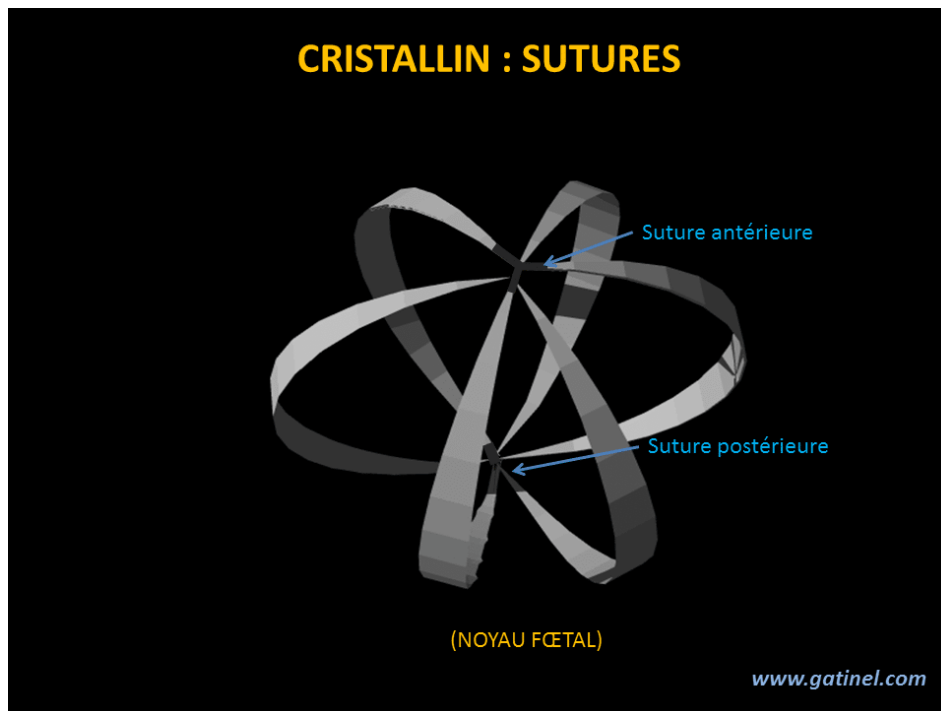 CRISTALLIN : SUTURES
Suture antérieure
Suture postérieure
(NOYAU FŒTAL)
www.gatinel.com